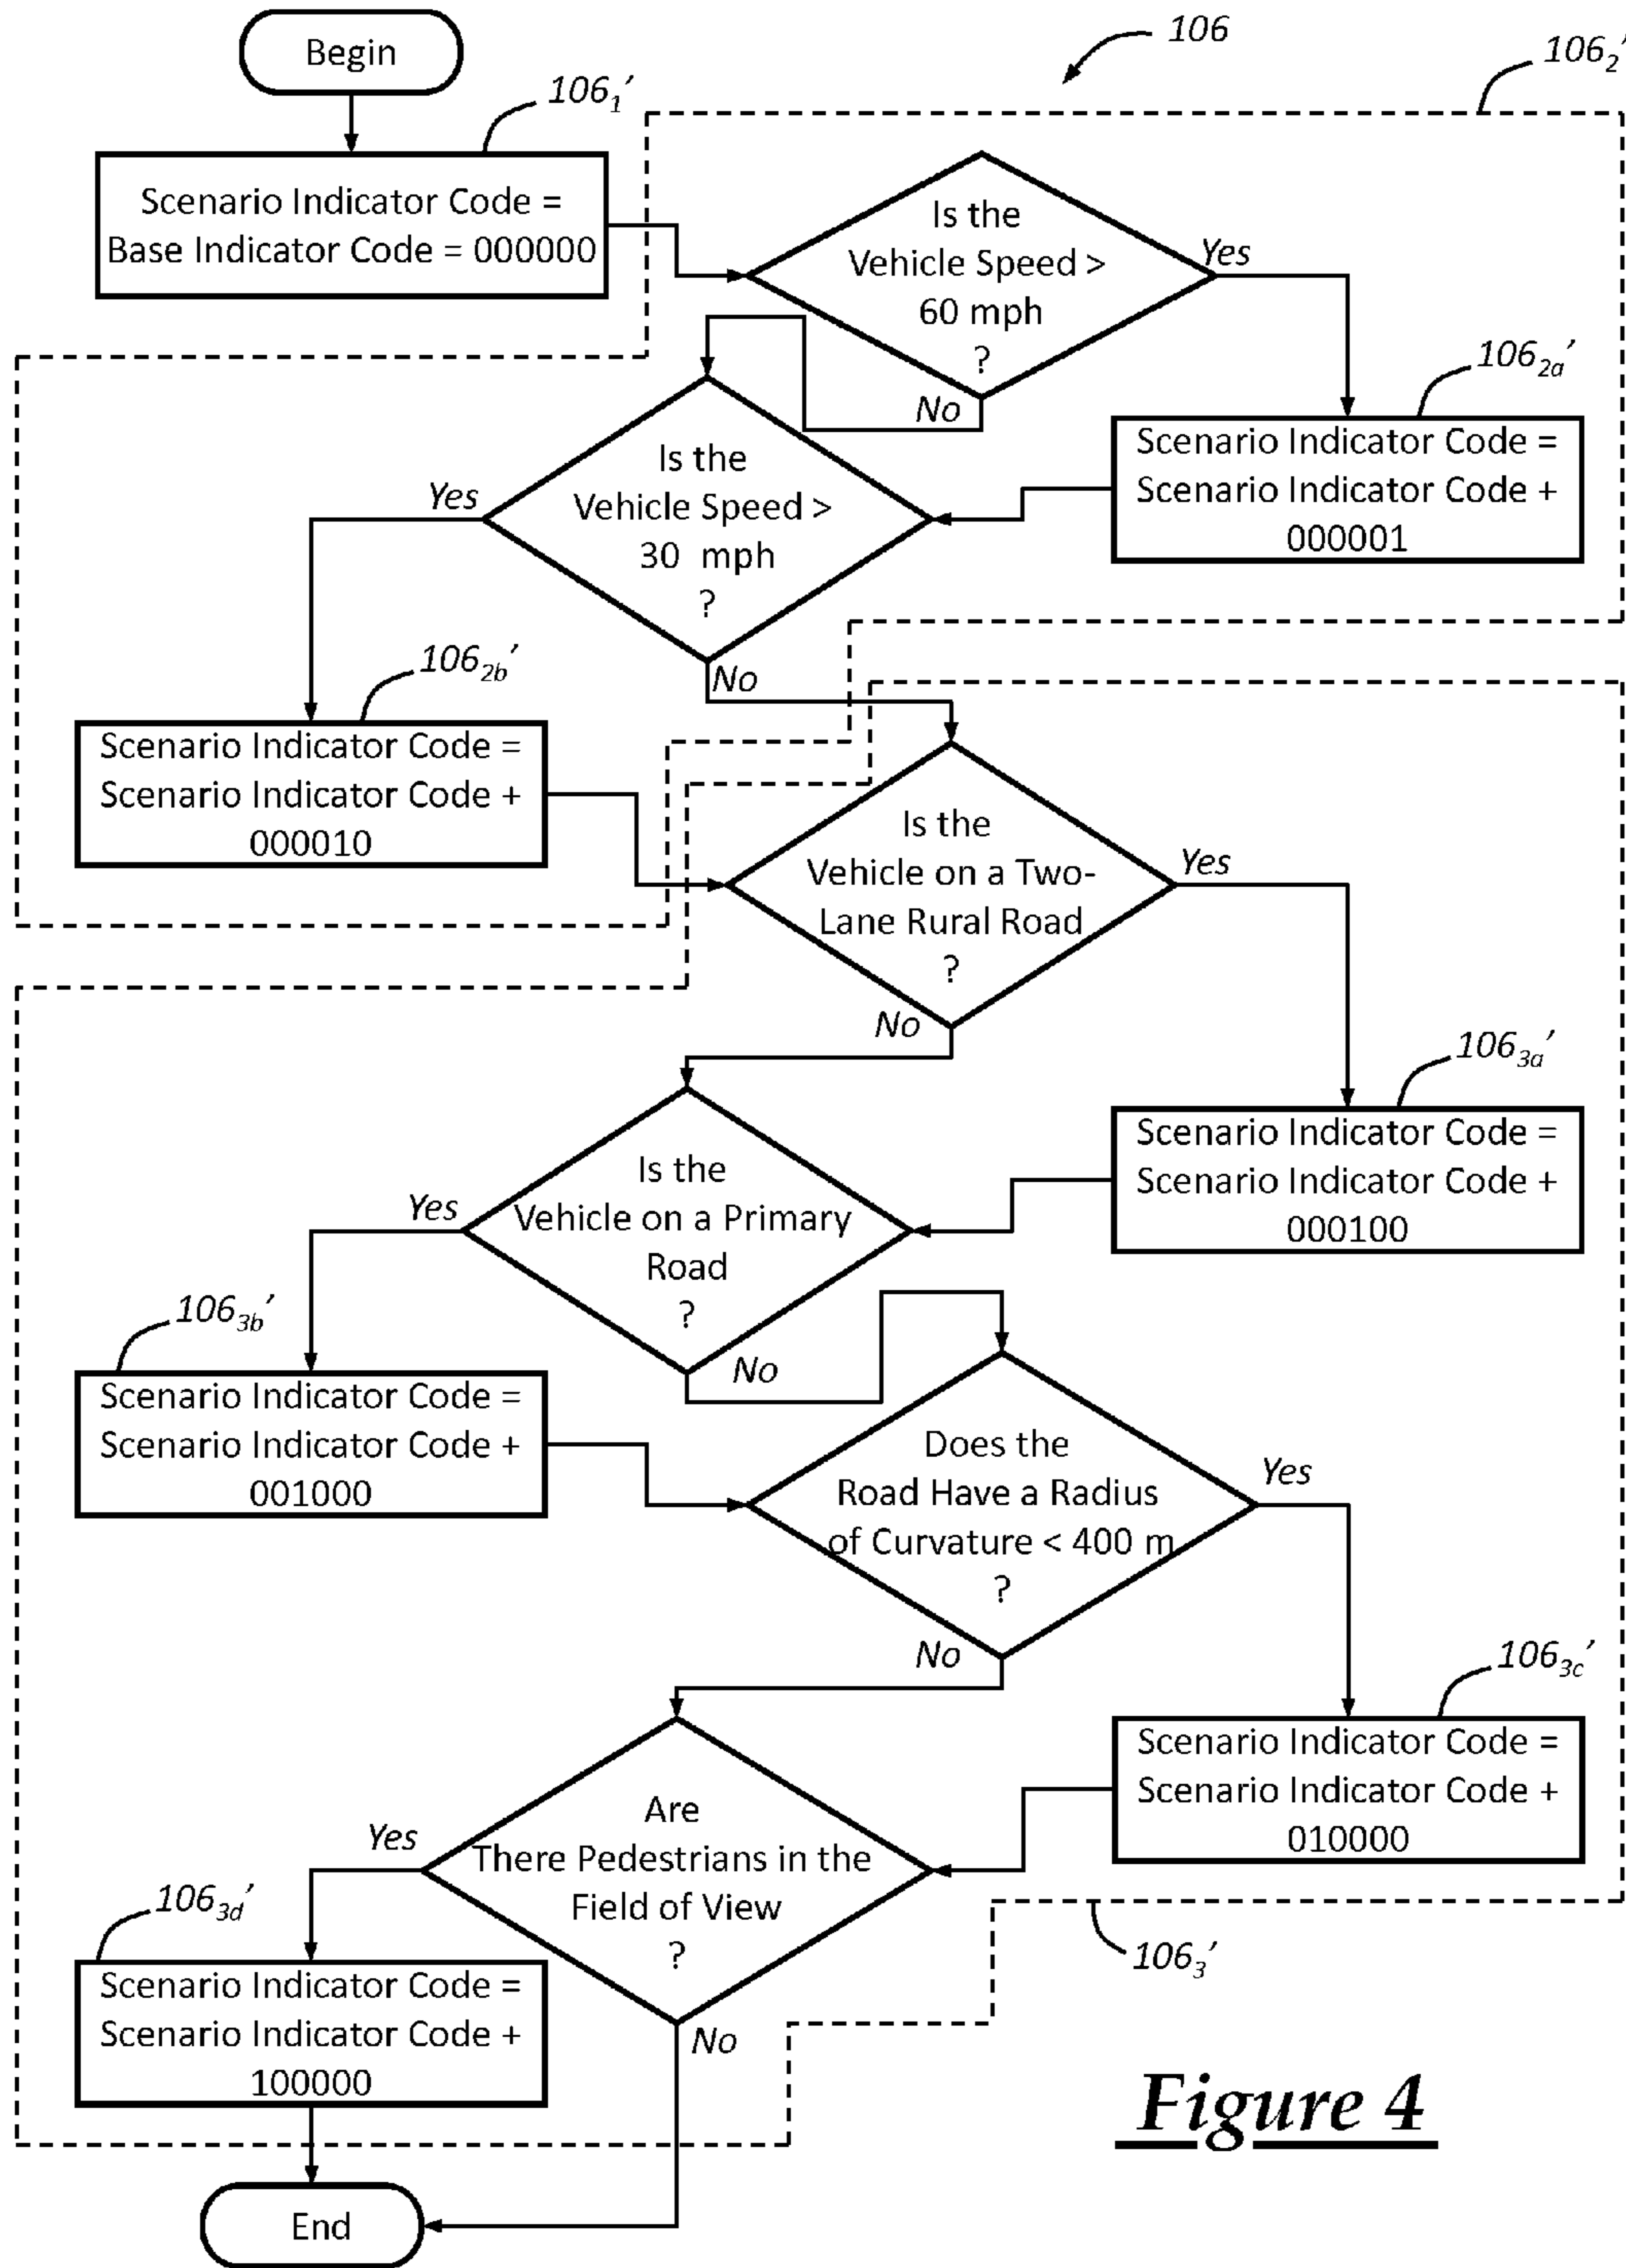 Begin
106
106₂'
106₁'
Scenario Indicator Code =
Base Indicator Code = 000000
Is the
Vehicle Speed >
60 mph
?
Yes
No
106₂ₐ'
Scenario Indicator Code =
Scenario Indicator Code +
000001
Is the
Vehicle Speed >
30 mph
?
Yes
No
106₂b'
Scenario Indicator Code =
Scenario Indicator Code +
000010
Is the
Vehicle on a Two-
Lane Rural Road
?
Yes
No
106₃ₐ'
Scenario Indicator Code =
Scenario Indicator Code +
000100
Is the
Vehicle on a Primary
Road
?
Yes
No
106₃b'
Scenario Indicator Code =
Scenario Indicator Code +
001000
Does the
Road Have a Radius
of Curvature < 400 m
?
Yes
No
106₃c'
Scenario Indicator Code =
Scenario Indicator Code +
010000
Are
There Pedestrians in the
Field of View
?
Yes
No
106₃d'
Scenario Indicator Code =
Scenario Indicator Code +
100000
106₃'
End
Figure 4